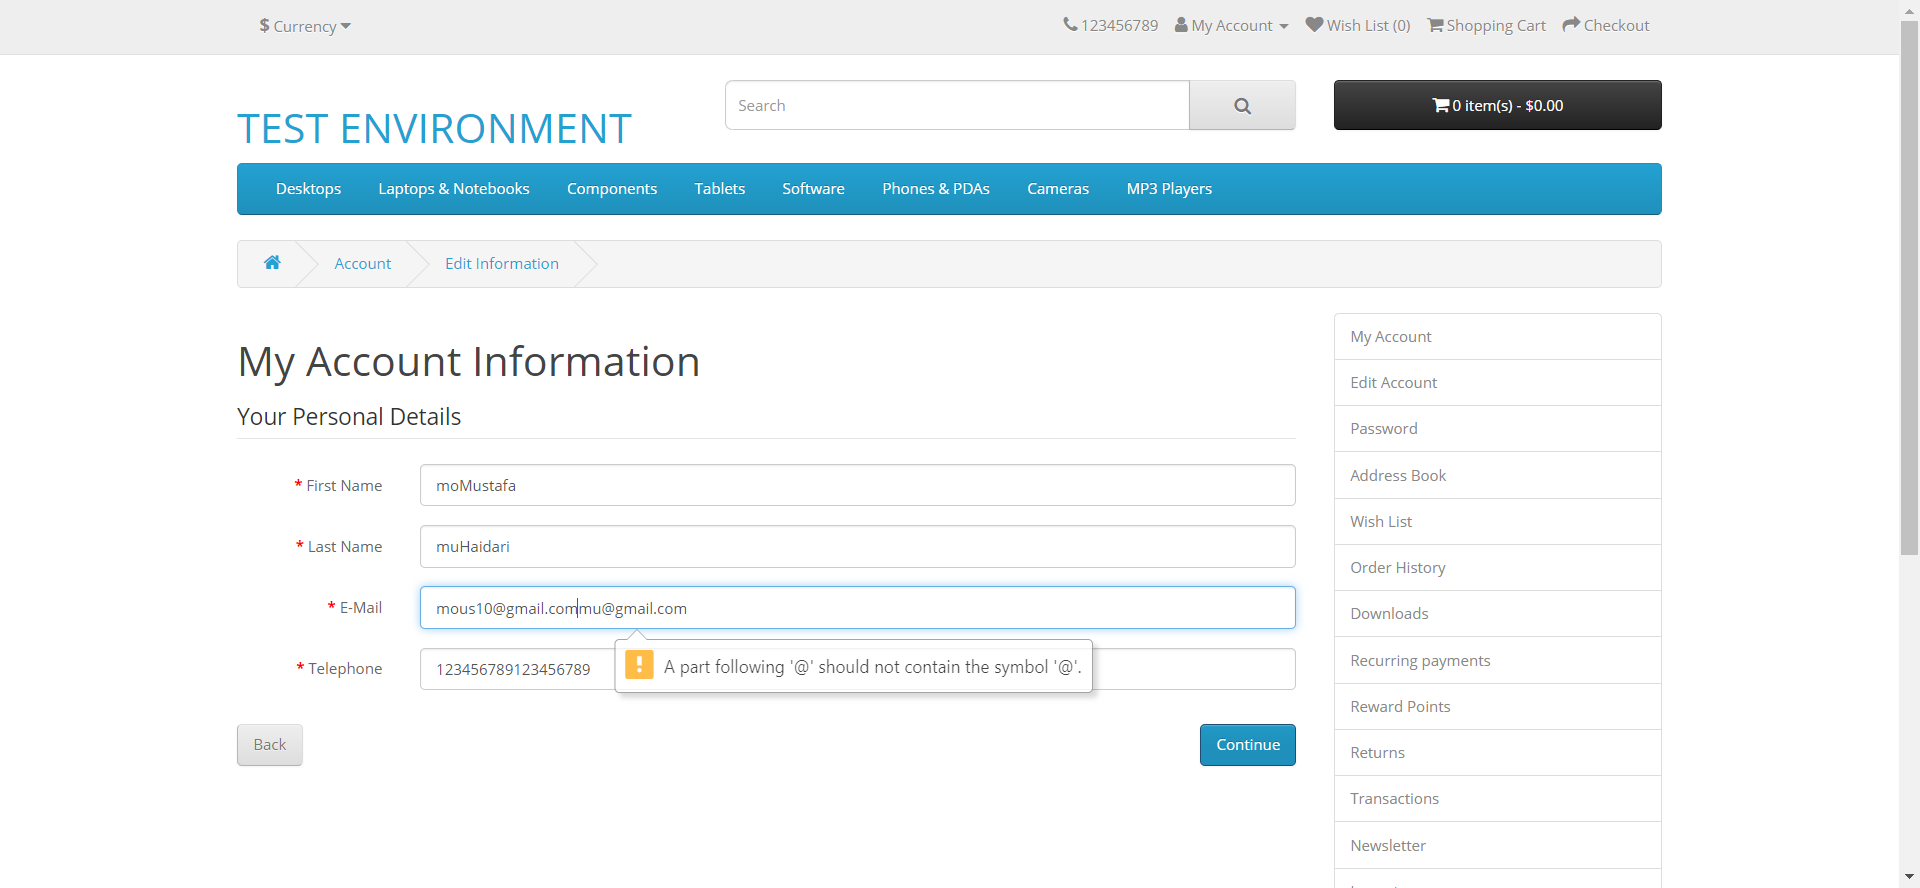 $ Currency
123456789 My Account Wish List (0) Shopping Cart Checkout
TEST ENVIRONMENT
Search
0 item(s) - $0.00
Desktops Laptops & Notebooks Components Tablets Software Phones & PDAs Cameras MP3 Players
Account Edit Information
My Account Information
Your Personal Details
* First Name moMustafa
* Last Name muHaidari
* E-Mail mous10@gmail.commu@gmail.com
* Telephone 123456789123456789
! A part following '@' should not contain the symbol '@'.
Back Continue
My Account
Edit Account
Password
Address Book
Wish List
Order History
Downloads
Recurring payments
Reward Points
Returns
Transactions
Newsletter